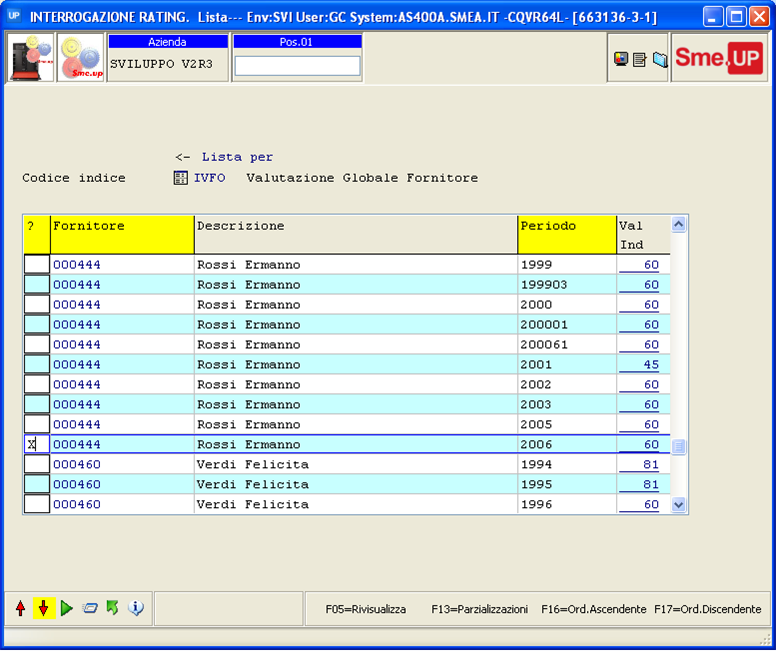 UP INTERROGAZIONE RATING. Lista--- Env:SVI User:GC System:AS400A.SMEA.IT -CQVR64L- [663136-3-1]
Sme.up
Azienda
SVILUPPO V2R3
Pos.01
Sme.UP
<- Lista per
Codice indice IVFO Valutazione Globale Fornitore
? Fornitore Descrizione Periodo Val Ind
000444 Rossi Ermanno 1999 60
000444 Rossi Ermanno 199903 60
000444 Rossi Ermanno 2000 60
000444 Rossi Ermanno 200001 60
000444 Rossi Ermanno 200061 60
000444 Rossi Ermanno 2001 45
000444 Rossi Ermanno 2002 60
000444 Rossi Ermanno 2003 60
000444 Rossi Ermanno 2005 60
X 000444 Rossi Ermanno 2006 60
000460 Verdi Felicita 1994 81
000460 Verdi Felicita 1995 81
000460 Verdi Felicita 1996 60
F05=Rivisualizza F13=Parzializzazioni F16=Ord.Ascendente F17=Ord.Discendente